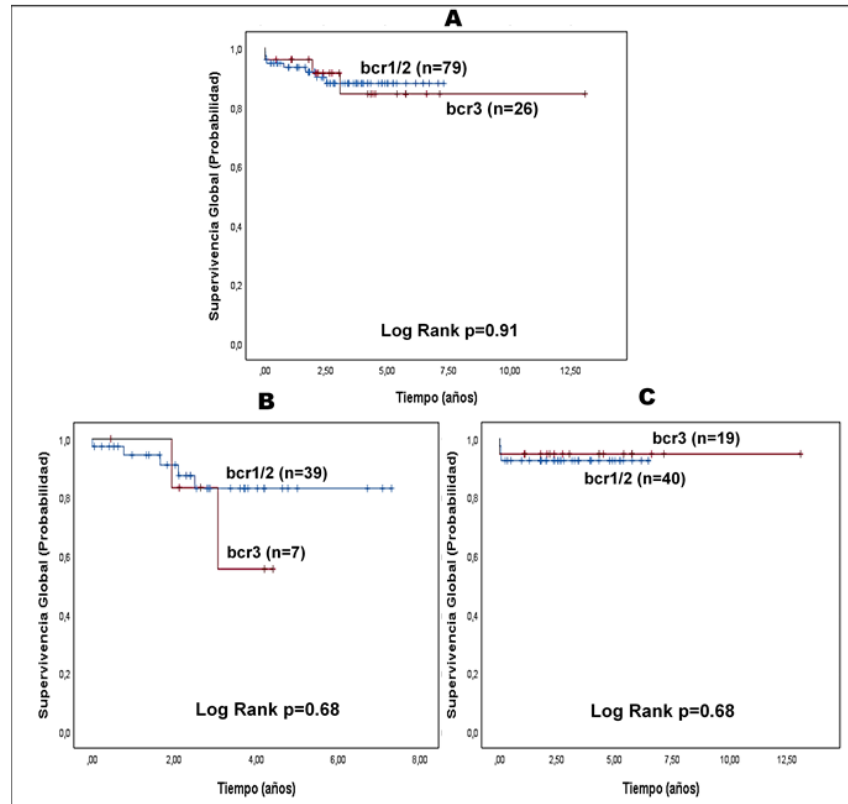 A
Supervivencia Global (Probabilidad)
1,0
0,8
0,6
0,4
0,2
0,0
bcr1/2 (n=79)
bcr3 (n=26)
Log Rank p=0.91
,00
2,50
5,00
7,50
10,00
12,50
Tiempo (años)
B
Supervivencia Global (Probabilidad)
1,0
0,8
0,6
0,4
0,2
0,0
bcr1/2 (n=39)
bcr3 (n=7)
Log Rank p=0.68
,00
2,00
4,00
6,00
8,00
Tiempo (años)
C
Supervivencia Global (Probabilidad)
1,0
0,8
0,6
0,4
0,2
0,0
bcr3 (n=19)
bcr1/2 (n=40)
Log Rank p=0.68
,00
2,50
5,00
7,50
10,00
12,50
Tiempo (años)